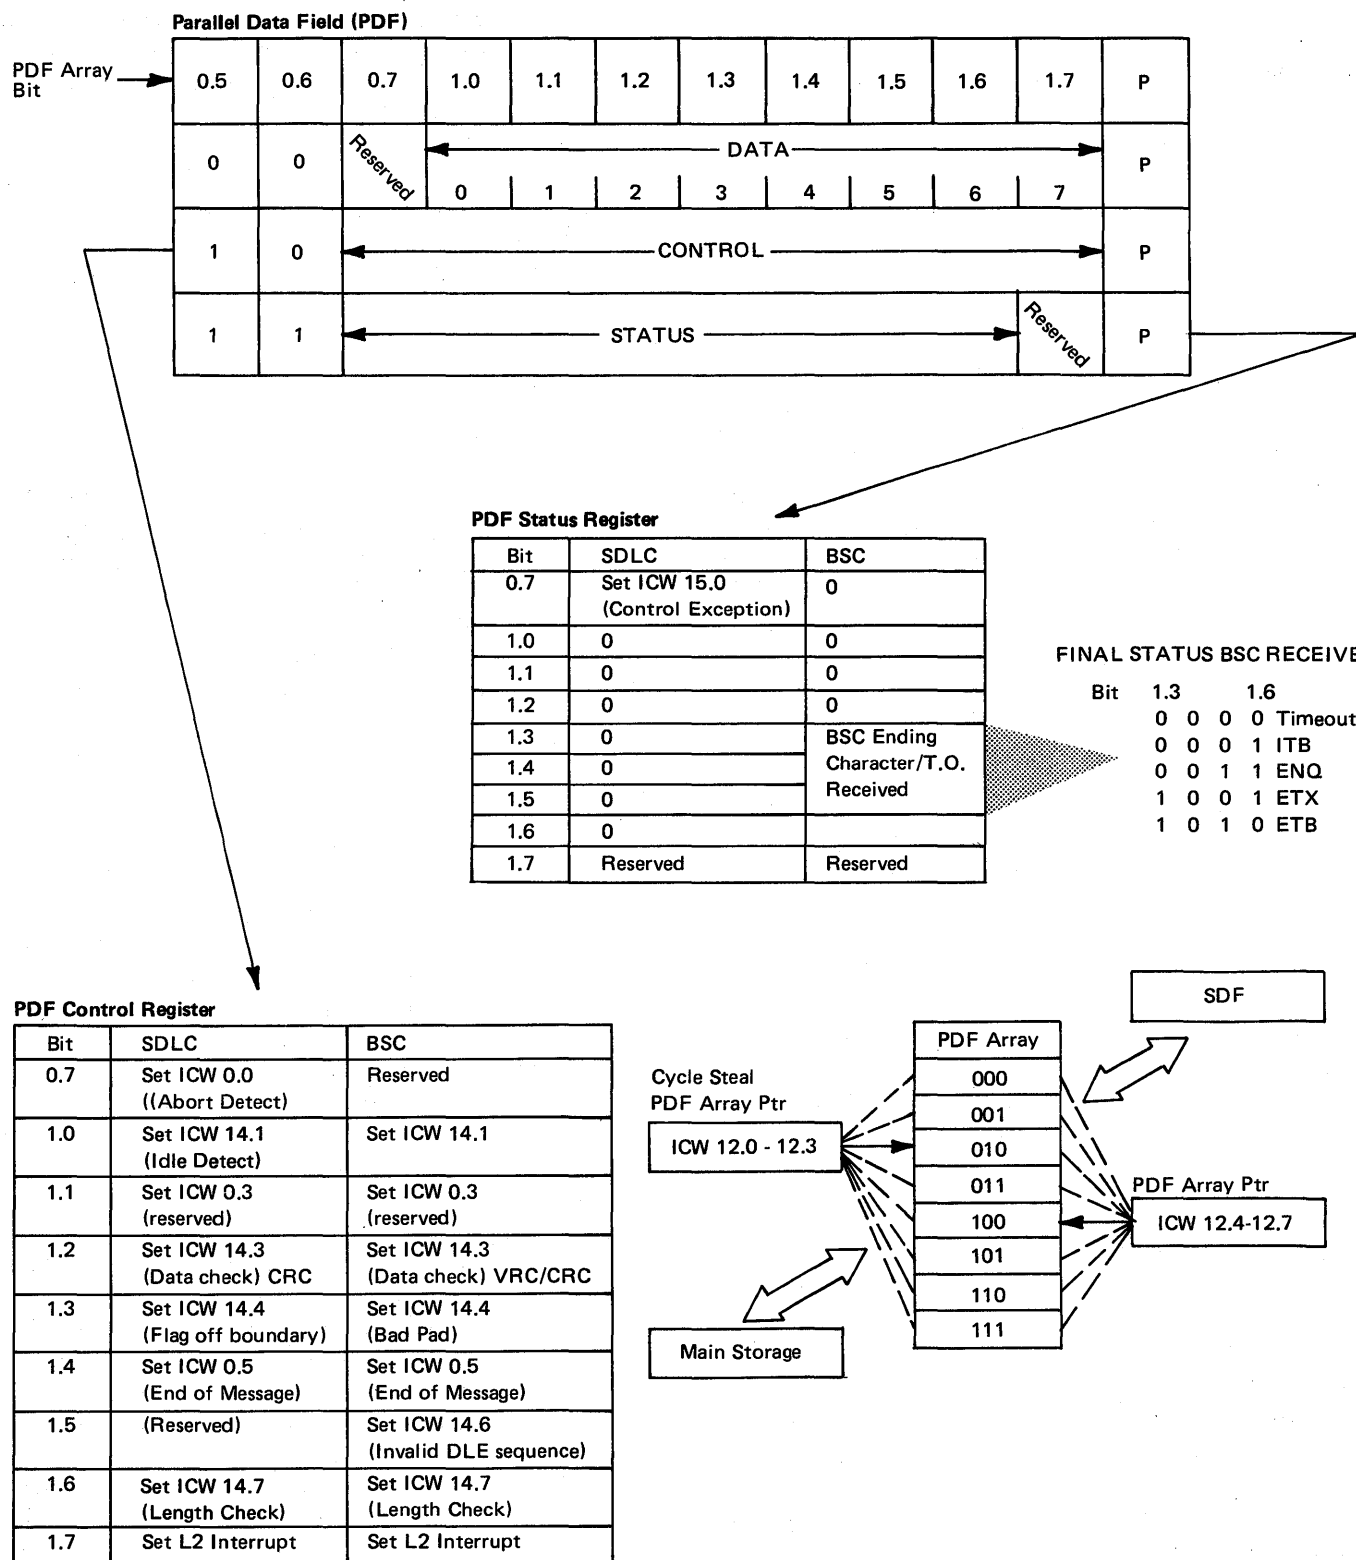 Parallel Data Field (PDF)
PDF Array
Bit
0.5 0.6 0.7 1.0 1.1 1.2 1.3 1.4 1.5 1.6 1.7 P
0 0 Reserved DATA P
0 1 2 3 4 5 6 7
1 0 CONTROL P
1 1 STATUS Reserved P
PDF Status Register
Bit SDLC BSC
0.7 Set ICW 15.0 0
(Control Exception)
1.0 0 0
1.1 0 0
1.2 0 0
1.3 0 BSC Ending
1.4 0 Character/T.O.
1.5 0 Received
1.6 0
1.7 Reserved Reserved
FINAL STATUS BSC RECEIVE
Bit 1.3 1.6
0 0 0 0 Timeout
0 0 0 1 ITB
0 0 1 1 ENQ
1 0 0 1 ETX
1 0 1 0 ETB
PDF Control Register
Bit SDLC BSC
0.7 Set ICW 0.0 Reserved
((Abort Detect)
1.0 Set ICW 14.1 Set ICW 14.1
(Idle Detect)
1.1 Set ICW 0.3 Set ICW 0.3
(reserved) (reserved)
1.2 Set ICW 14.3 Set ICW 14.3
(Data check) CRC (Data check) VRC/CRC
1.3 Set ICW 14.4 Set ICW 14.4
(Flag off boundary) (Bad Pad)
1.4 Set ICW 0.5 Set ICW 0.5
(End of Message) (End of Message)
1.5 (Reserved) Set ICW 14.6
(Invalid DLE sequence)
1.6 Set ICW 14.7 Set ICW 14.7
(Length Check) (Length Check)
1.7 Set L2 Interrupt Set L2 Interrupt
SDF
PDF Array
000
001
010
011
100
101
110
111
Cycle Steal
PDF Array Ptr
ICW 12.0 - 12.3
PDF Array Ptr
ICW 12.4-12.7
Main Storage